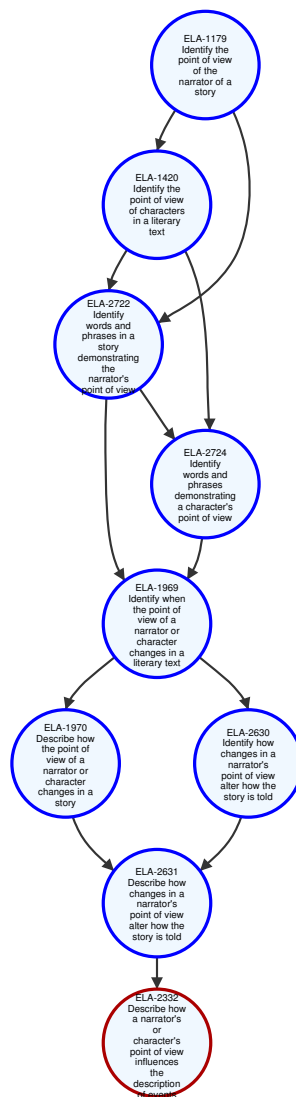 ELA-1179
Identify the
point of view
of the
narrator of a
story
ELA-1420
Identify the
point of view
of characters
in a literary
text
ELA-2722
Identify
words and
phrases in a
story
demonstrating
the
narrator's
point of view
ELA-2724
Identify
words and
phrases
demonstrating
a character's
point of view
ELA-1969
Identify when
the point of
view of a
narrator or
character
changes in a
literary text
ELA-1970
Describe how
the point of
view of a
narrator or
character
changes in a
story
ELA-2630
Identify how
changes in a
narrator's
point of view
alter how the
story is told
ELA-2631
Describe how
changes in a
narrator's
point of view
alter how the
story is told
ELA-2332
Describe how
a narrator's
or
character's
point of view
influences
the
description
of events